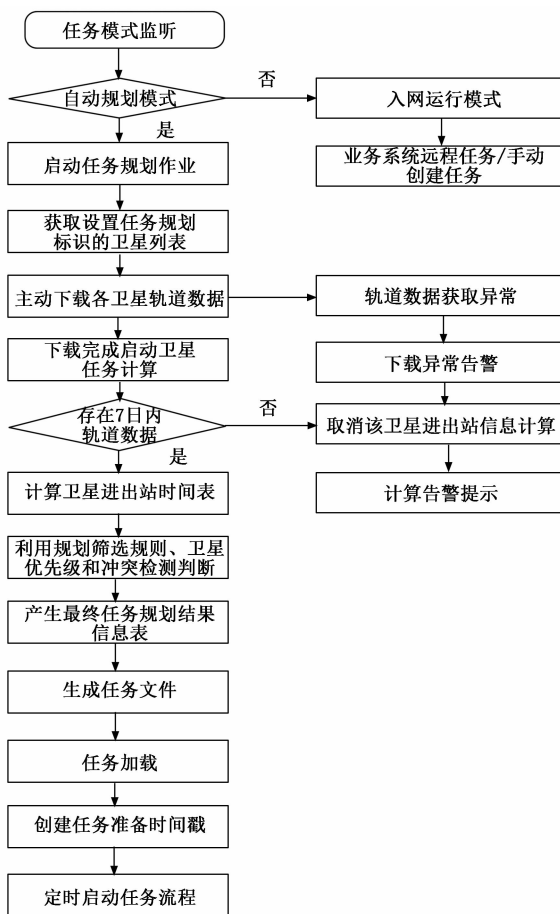 任务模式监听
自动规划模式
否
入网运行模式
是
启动任务规划作业
业务系统远程任务/手动
创建任务
获取设置任务规划
标识的卫星列表
主动下载各卫星轨道数据
轨道数据获取异常
下载完成启动卫星
任务计算
下载异常告警
存在7日内
轨道数据
否
取消该卫星进出站信息计算
是
计算卫星进出站时间表
计算告警提示
利用规划筛选规则、卫星
优先级和冲突检测判断
产生最终任务规划结果
信息表
生成任务文件
任务加载
创建任务准备时间戳
定时启动任务流程